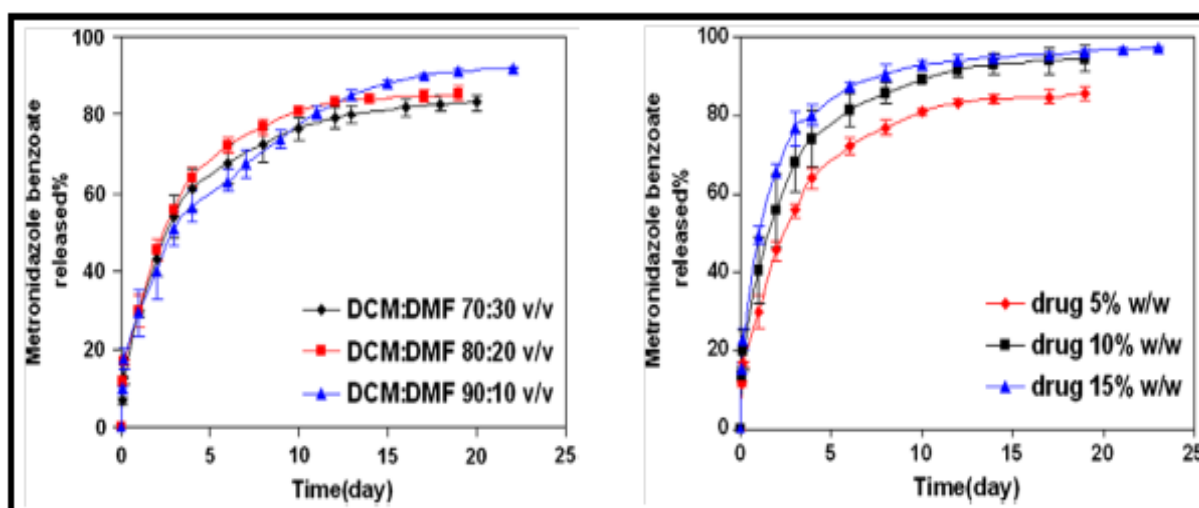 100
80
60
40
20
0
Metronidazole benzoate
released%
DCM:DMF 70:30 v/v
DCM:DMF 80:20 v/v
DCM:DMF 90:10 v/v
0 5 10 15 20 25
Time(day)
100
80
60
40
20
0
Metronidazole benzoate
released%
drug 5% w/w
drug 10% w/w
drug 15% w/w
0 5 10 15 20 25
Time(day)